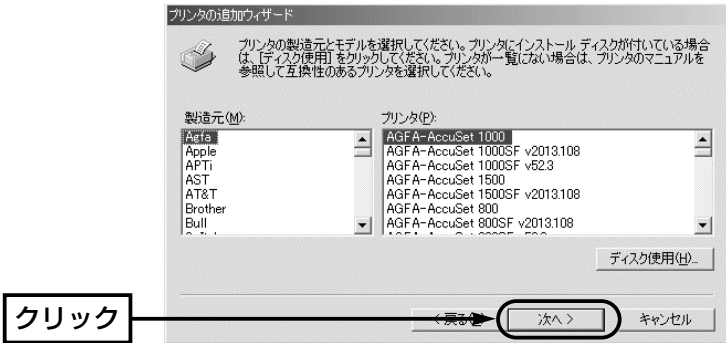 プリンタの追加ウィザード
プリンタの製造元とモデルを選択してください。プリンタにインストール ディスクが付いている場合
は、[ディスク使用] をクリックしてください。プリンタが一覧にない場合は、プリンタのマニュアルを
参照して互換性のあるプリンタを選択してください。
製造元(M):
プリンタ(P):
Agfa
Apple
APTi
AST
AT&T
Brother
Bull
AGFA-AccuSet 1000
AGFA-AccuSet 1000SF v2013.108
AGFA-AccuSet 1000SF v52.3
AGFA-AccuSet 1500
AGFA-AccuSet 1500SF v2013.108
AGFA-AccuSet 800
AGFA-AccuSet 800SF v2013.108
ディスク使用(H)...
クリック
< 戻る(B)
次へ >
キャンセル